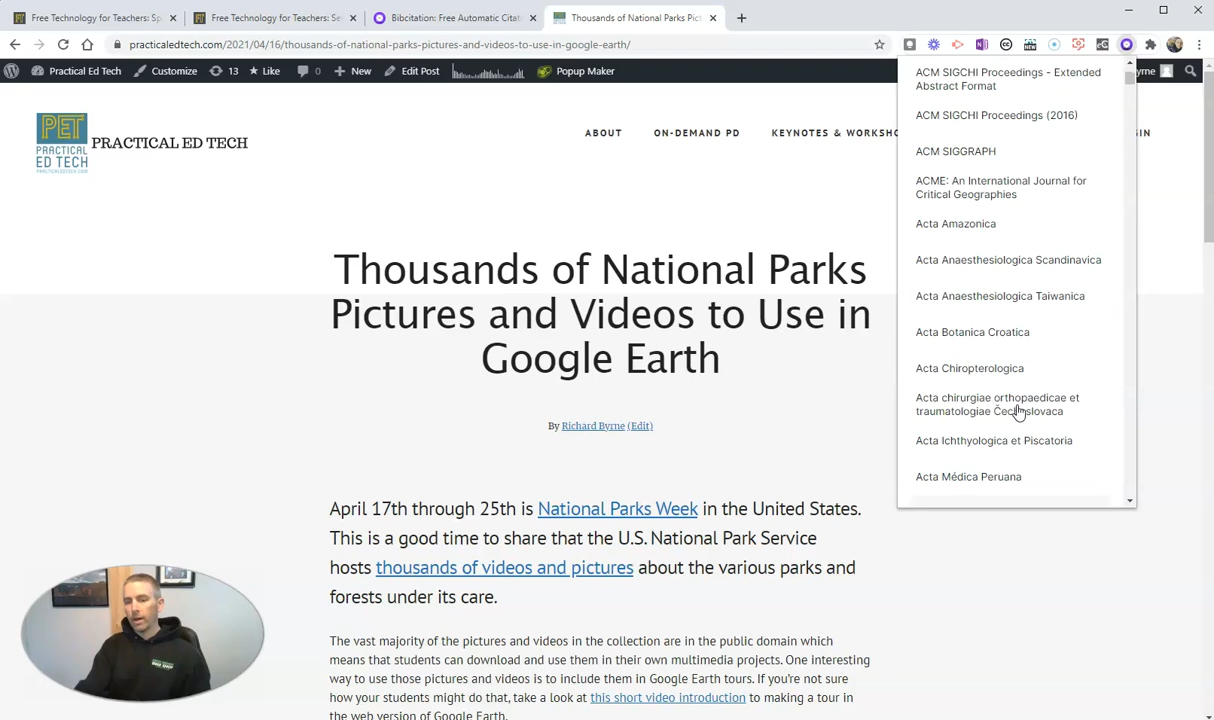 Free Technology for Teachers: Sp
Free Technology for Teachers: Se
Bibcitation: Free Automatic Citati
Thousands of National Parks Pict
practicaledtech.com/2021/04/16/thousands-of-national-parks-pictures-and-videos-to-use-in-google-earth/
Practical Ed Tech
Customize
13
Like
0
New
Edit Post
Popup Maker
yrne
PET
PRACTICAL
ED TECH
PRACTICAL ED TECH
ABOUT
ON-DEMAND PD
KEYNOTES & WORKSHO
GIN
ACM SIGCHI Proceedings - Extended
Abstract Format
ACM SIGCHI Proceedings (2016)
ACM SIGGRAPH
ACME: An International Journal for
Critical Geographies
Acta Amazonica
Acta Anaesthesiologica Scandinavica
Acta Anaesthesiologica Taiwanica
Acta Botanica Croatica
Acta Chiropterologica
Acta chirurgiae orthopaedicae et
traumatologiae Čechoslovaca
Acta Ichthyologica et Piscatoria
Acta Médica Peruana
Thousands of National Parks
Pictures and Videos to Use in
Google Earth
By Richard Byrne (Edit)
April 17th through 25th is National Parks Week in the United States.
This is a good time to share that the U.S. National Park Service
hosts thousands of videos and pictures about the various parks and
forests under its care.
The vast majority of the pictures and videos in the collection are in the public domain which
means that students can download and use them in their own multimedia projects. One interesting
way to use those pictures and videos is to include them in Google Earth tours. If you're not sure
how your students might do that, take a look at this short video introduction to making a tour in
the web version of Google Earth.